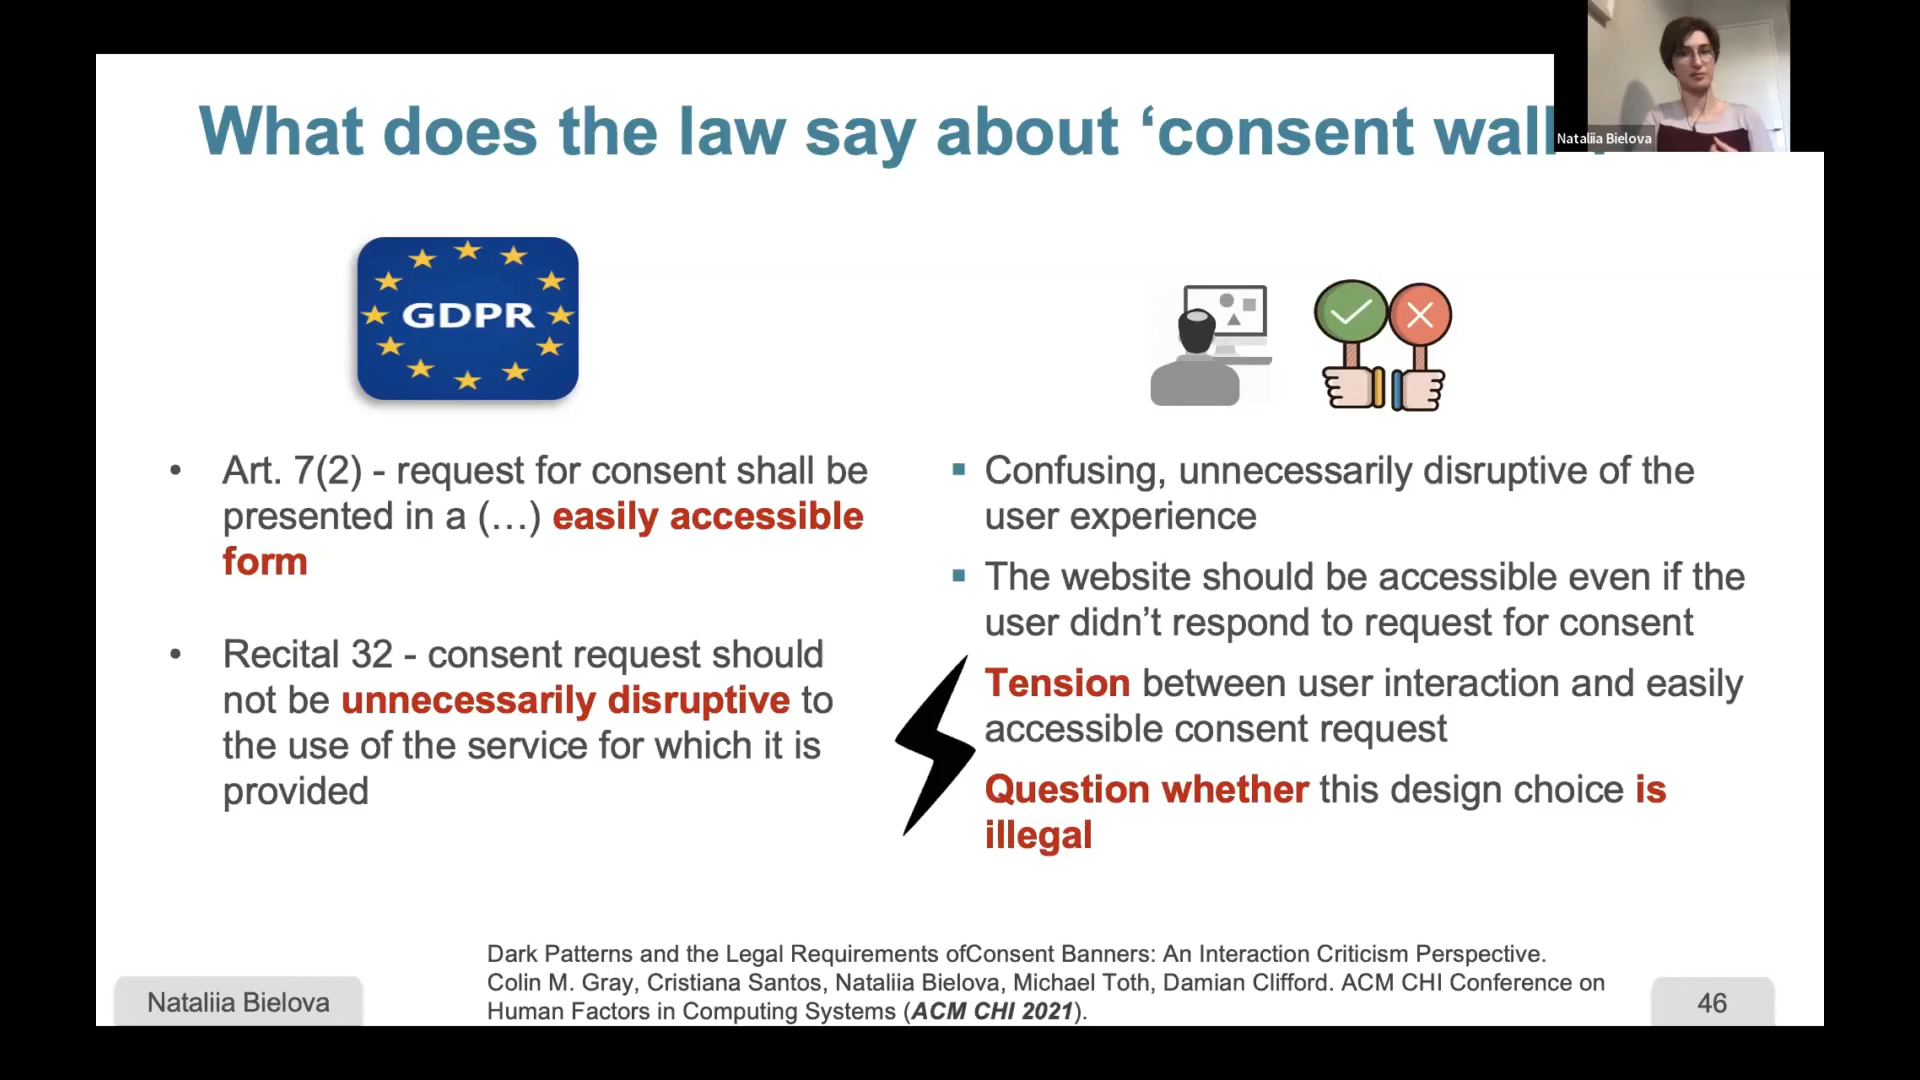 What does the law say about ‘consent wall
Nataliia Bielova
GDPR
• Art. 7(2) - request for consent shall be
presented in a (…) easily accessible
form
• Recital 32 - consent request should
not be unnecessarily disruptive to
the use of the service for which it is
provided
▪ Confusing, unnecessarily disruptive of the
user experience
▪ The website should be accessible even if the
user didn’t respond to request for consent
Tension between user interaction and easily
accessible consent request
Question whether this design choice is
illegal
Dark Patterns and the Legal Requirements ofConsent Banners: An Interaction Criticism Perspective.
Colin M. Gray, Cristiana Santos, Nataliia Bielova, Michael Toth, Damian Clifford. ACM CHI Conference on
Human Factors in Computing Systems (ACM CHI 2021).
Nataliia Bielova
46